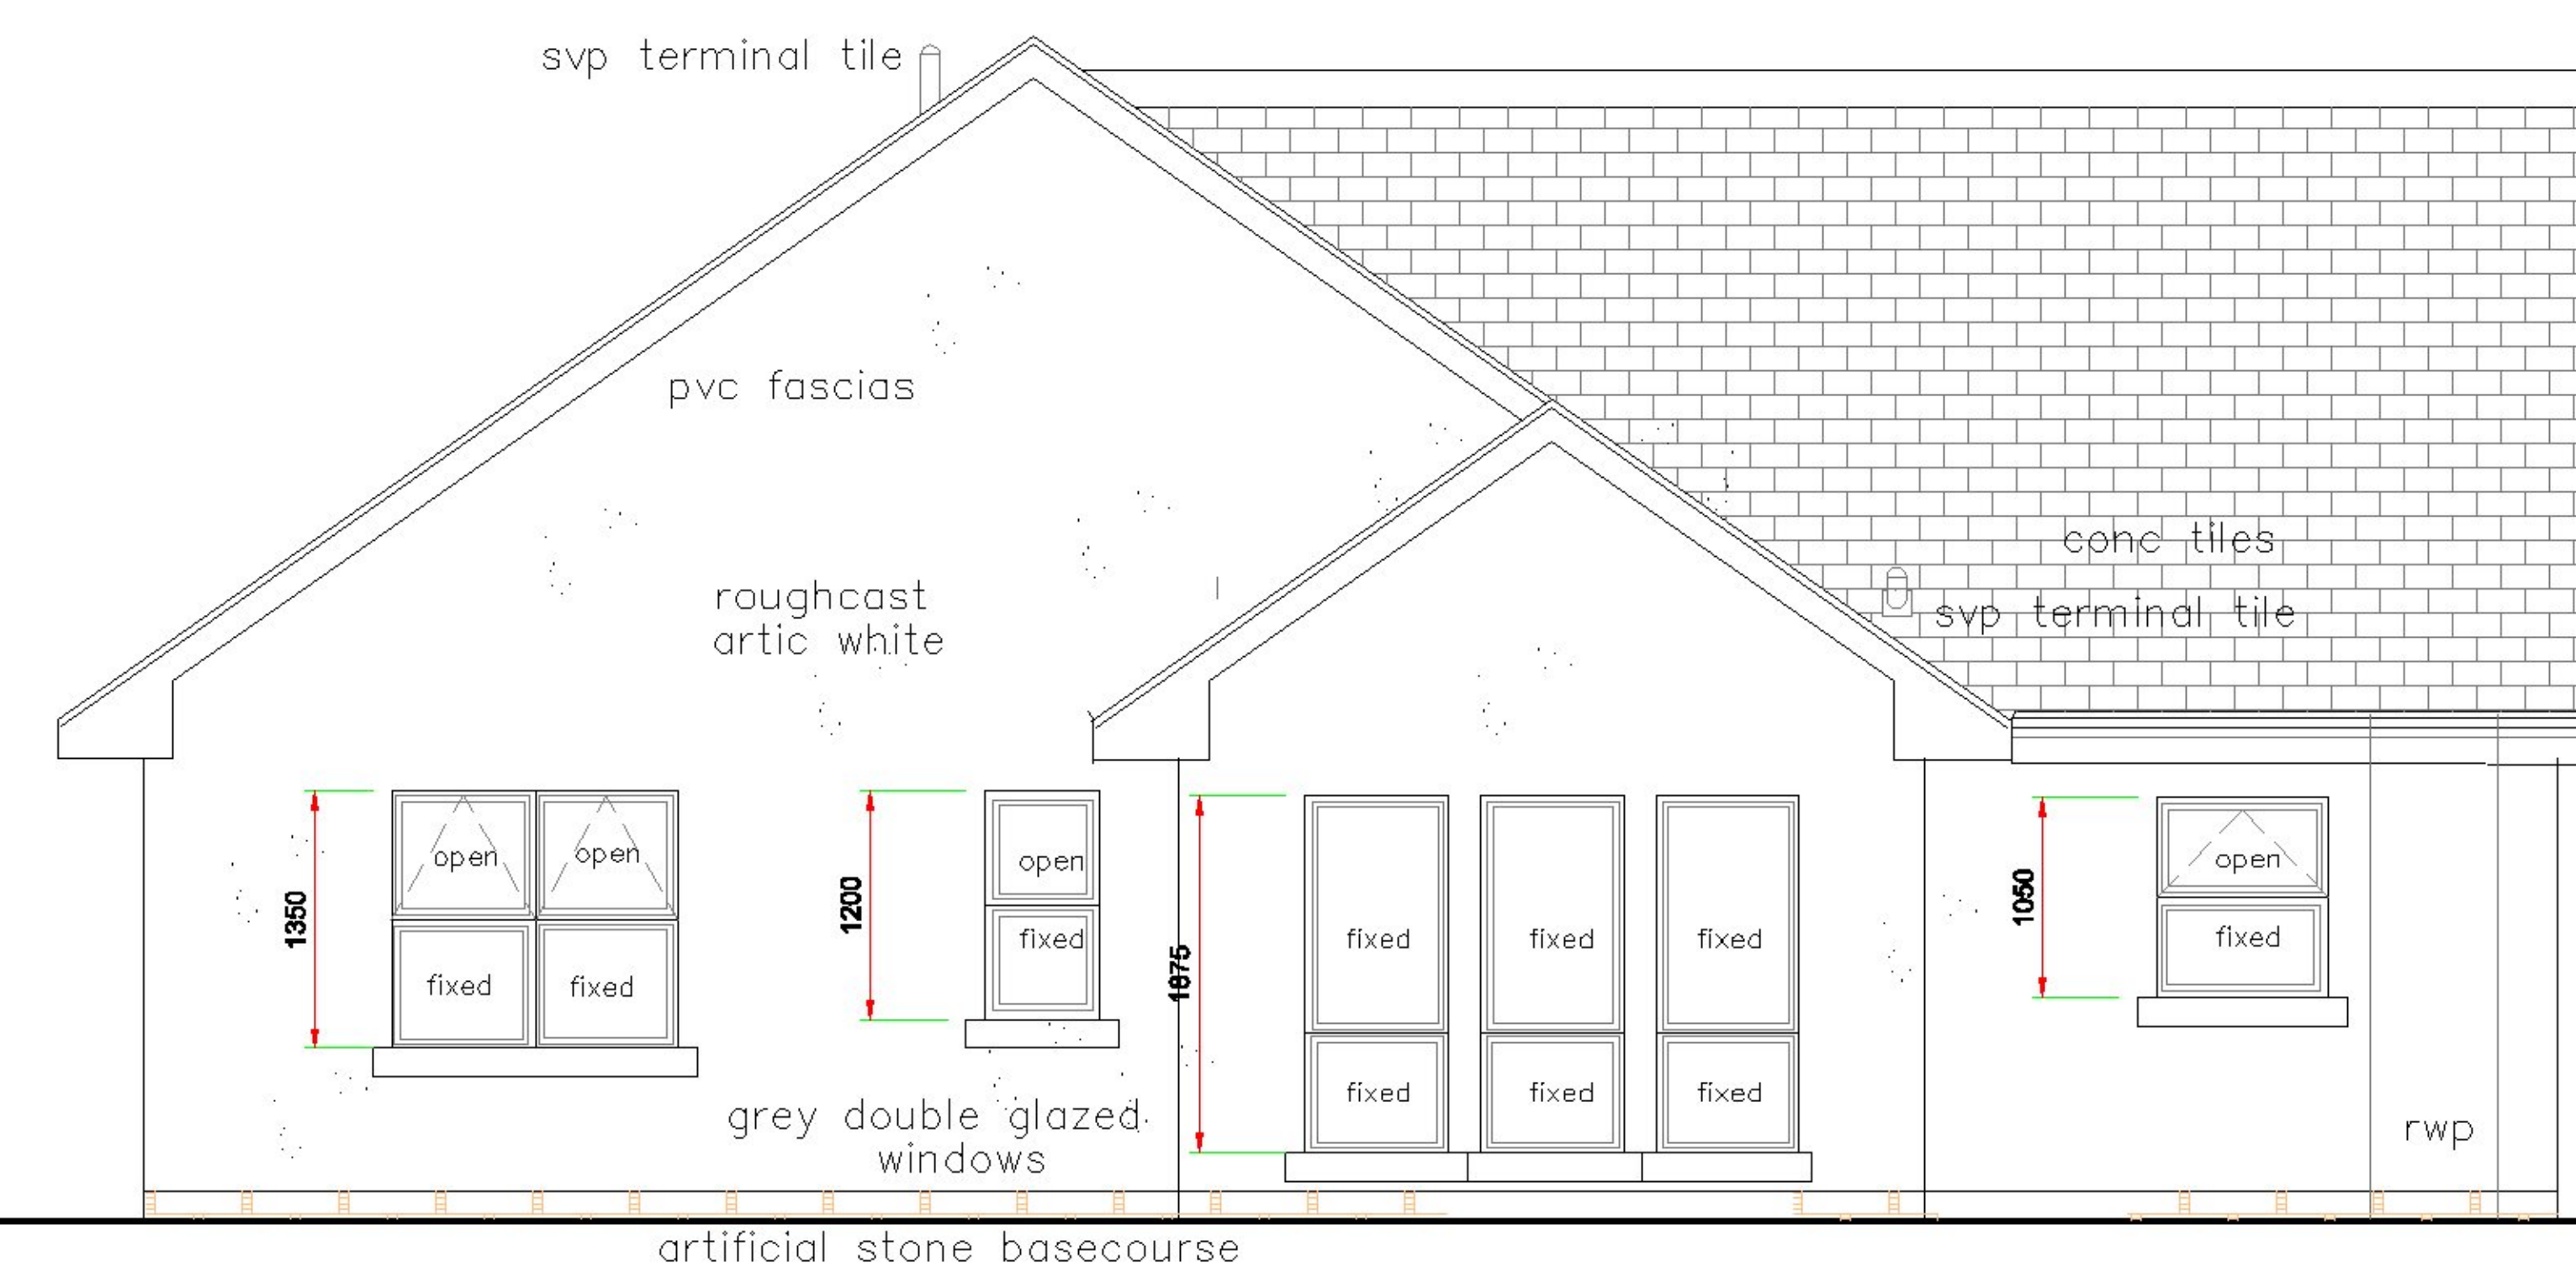 svp terminal tile
pvc fascias
conc tiles
svp terminal tile
roughcast
artic white
1350
open
open
fixed
fixed
1200
open
fixed
1875
fixed
fixed
fixed
fixed
fixed
fixed
1050
open
fixed
grey double glazed
windows
rwp
artificial stone basecourse